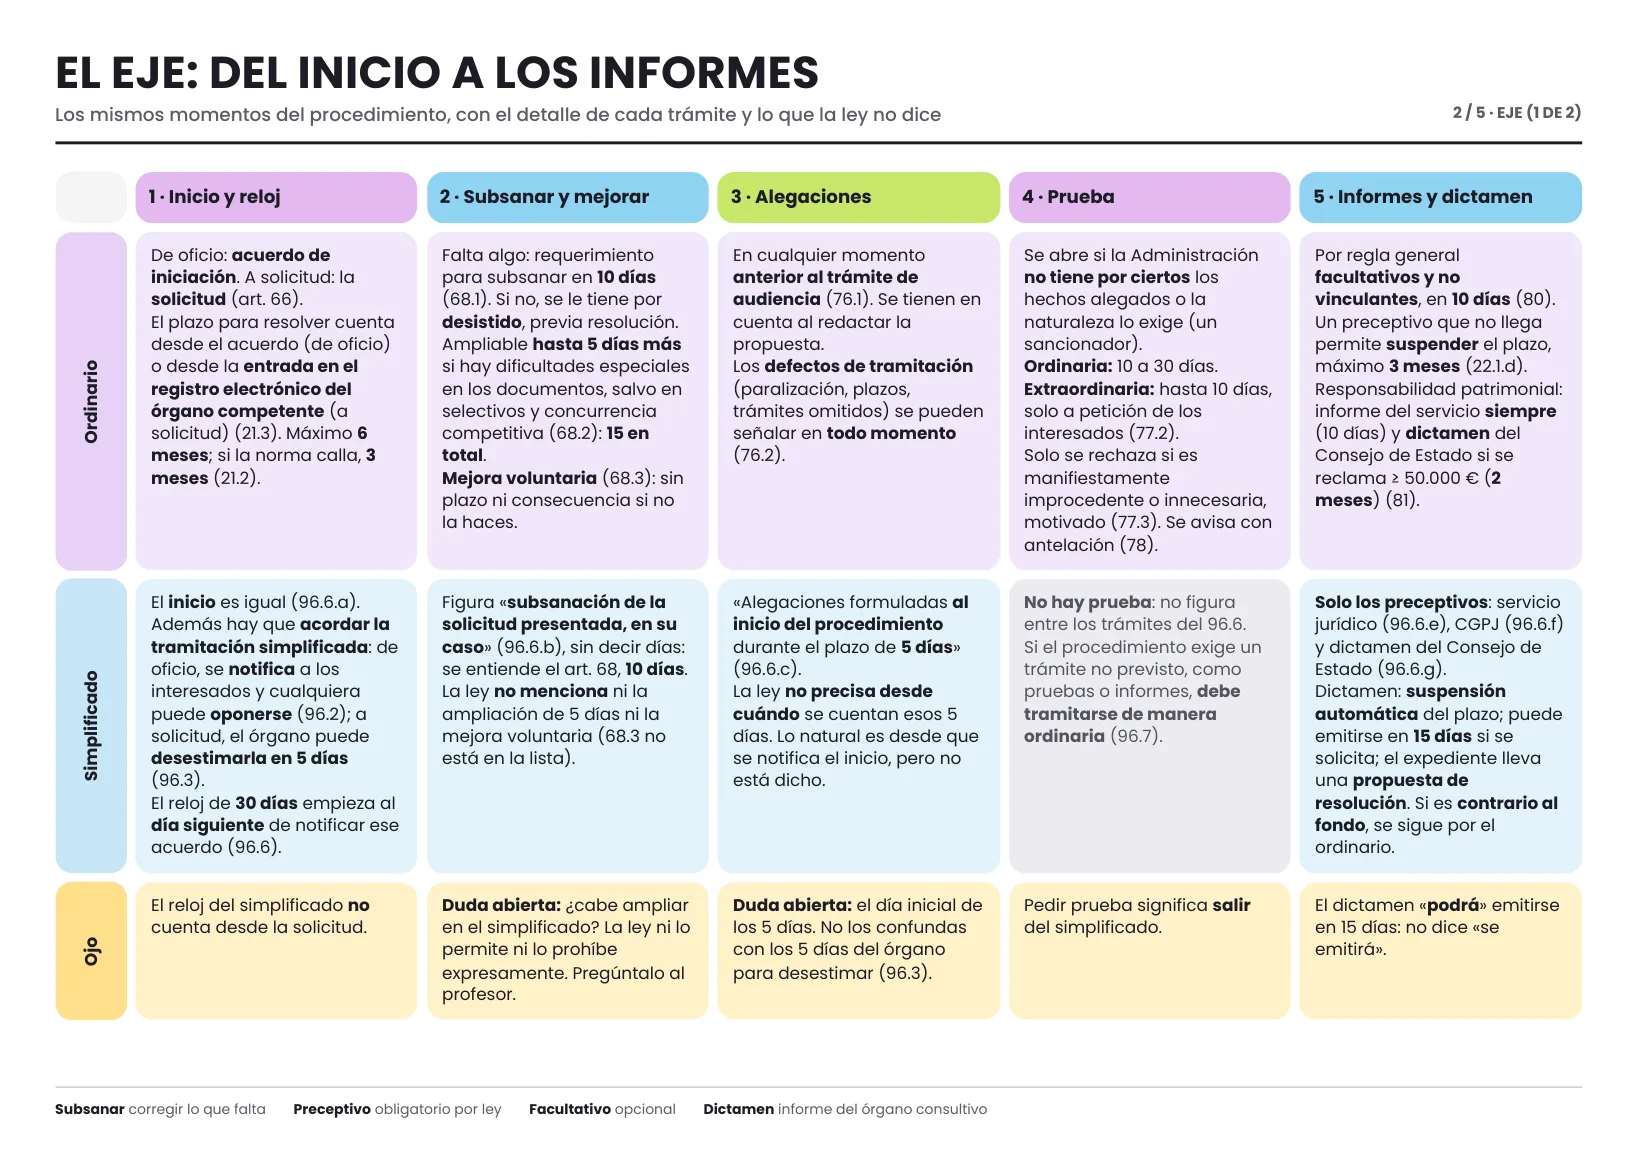 EL EJE: DEL INICIO A LOS INFORMES
Los mismos momentos del procedimiento, con el detalle de cada trámite y lo que la ley no dice
2 / 5 · EJE (1 DE 2)
1 · Inicio y reloj
2 · Subsanar y mejorar
3 · Alegaciones
4 · Prueba
5 · Informes y dictamen
Ordinario
De oficio: acuerdo de
iniciación. A solicitud: la
solicitud (art. 66).
El plazo para resolver cuenta
desde el acuerdo (de oficio)
o desde la entrada en el
registro electrónico del
órgano competente (a
solicitud) (21.3). Máximo 6
meses; si la norma calla, 3
meses (21.2).
Falta algo: requerimiento
para subsanar en 10 días
(68.1). Si no, se le tiene por
desistido, previa resolución.
Ampliable hasta 5 días más
si hay dificultades especiales
en los documentos, salvo en
selectivos y concurrencia
competitiva (68.2): 15 en
total.
Mejora voluntaria (68.3): sin
plazo ni consecuencia si no
la haces.
En cualquier momento
anterior al trámite de
audiencia (76.1). Se tienen en
cuenta al redactar la
propuesta.
Los defectos de tramitación
(paralización, plazos,
trámites omitidos) se pueden
señalar en todo momento
(76.2).
Se abre si la Administración
no tiene por ciertos los
hechos alegados o la
naturaleza lo exige (un
sancionador).
Ordinaria: 10 a 30 días.
Extraordinaria: hasta 10 días,
solo a petición de los
interesados (77.2).
Solo se rechaza si es
manifiestamente
improcedente o innecesaria,
motivado (77.3). Se avisa con
antelación (78).
Por regla general
facultativos y no
vinculantes, en 10 días (80).
Un preceptivo que no llega
permite suspender el plazo,
máximo 3 meses (22.1.d).
Responsabilidad patrimonial:
informe del servicio siempre
(10 días) y dictamen del
Consejo de Estado si se
reclama ≥ 50.000 € (2
meses) (81).
Simplificado
El inicio es igual (96.6.a).
Además hay que acordar la
tramitación simplificada: de
oficio, se notifica a los
interesados y cualquiera
puede oponerse (96.2); a
solicitud, el órgano puede
desestimarla en 5 días
(96.3).
El reloj de 30 días empieza al
día siguiente de notificar ese
acuerdo (96.6).
Figura «subsanación de la
solicitud presentada, en su
caso» (96.6.b), sin decir días:
se entiende el art. 68, 10 días.
La ley no menciona ni la
ampliación de 5 días ni la
mejora voluntaria (68.3 no
está en la lista).
«Alegaciones formuladas al
inicio del procedimiento
durante el plazo de 5 días»
(96.6.c).
La ley no precisa desde
cuándo se cuentan esos 5
días. Lo natural es desde que
se notifica el inicio, pero no
está dicho.
No hay prueba: no figura
entre los trámites del 96.6.
Si el procedimiento exige un
trámite no previsto, como
pruebas o informes, debe
tramitarse de manera
ordinaria (96.7).
Solo los preceptivos: servicio
jurídico (96.6.e), CGPJ (96.6.f)
y dictamen del Consejo de
Estado (96.6.g).
Dictamen: suspensión
automática del plazo; puede
emitirse en 15 días si se
solicita; el expediente lleva
una propuesta de
resolución. Si es contrario al
fondo, se sigue por el
ordinario.
Ojo
El reloj del simplificado no
cuenta desde la solicitud.
Duda abierta: ¿cabe ampliar
en el simplificado? La ley ni lo
permite ni lo prohíbe
expresamente. Pregúntalo al
profesor.
Duda abierta: el día inicial de
los 5 días. No los confundas
con los 5 días del órgano
para desestimar (96.3).
Pedir prueba significa salir
del simplificado.
El dictamen «podrá» emitirse
en 15 días: no dice «se
emitirá».
Subsanar corregir lo que falta
Preceptivo obligatorio por ley
Facultativo opcional
Dictamen informe del órgano consultivo